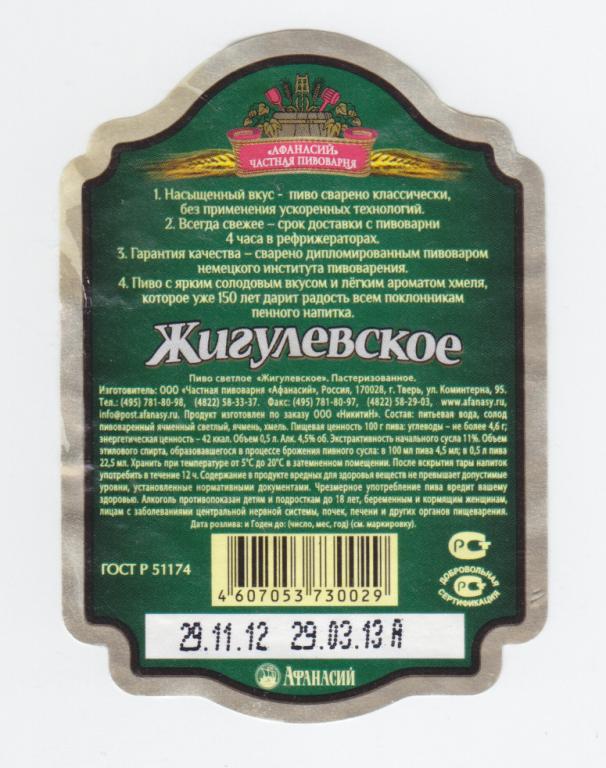 «АФАНАСИЙ»
ЧАСТНАЯ ПИВОВАРНЯ
1. Насыщенный вкус - пиво сварено классически,
без применения ускоренных технологий.
2. Всегда свежее – срок доставки с пивоварни
4 часа в рефрижераторах.
3. Гарантия качества – сварено дипломированным пивоваром
немецкого института пивоварения.
4. Пиво с ярким солодовым вкусом и лёгким ароматом хмеля,
которое уже 150 лет дарит радость всем поклонникам
пенного напитка.
Жигулевское
Пиво светлое «Жигулевское». Пастеризованное.
Изготовитель: ООО «Частная пивоварня «Афанасий», Россия, 170028, г. Тверь, ул. Коминтерна, 95.
Тел.: (495) 781-80-98, (4822) 58-33-37. Факс: (495) 781-80-97, (4822) 58-29-03, www.afanasy.ru,
info@post.afanasy.ru. Продукт изготовлен по заказу ООО «НикитиН». Состав: питьевая вода, солод
пивоваренный ячменный светлый, ячмень, хмель. Пищевая ценность 100 г пива: углеводы – не более 4,6 г;
энергетическая ценность – 42 ккал. Объем 0,5 л. Алк. 4,5% об. Экстрактивность начального сусла 11%. Объем
этилового спирта, образовавшегося в процессе брожения пивного сусла: в 100 мл пива 4,5 мл; в 0,5 л пива
22,5 мл. Хранить при температуре от 5°С до 20°С в затемненном помещении. После вскрытия тары напиток
употребить в течение 12 ч. Содержание в продукте вредных для здоровья веществ не превышает допустимые
уровни, установленные нормативными документами. Чрезмерное употребление пива вредит вашему
здоровью. Алкоголь противопоказан детям и подросткам до 18 лет, беременным и кормящим женщинам,
лицам с заболеваниями центральной нервной системы, почек, печени и других органов пищеварения.
Дата розлива: и Годен до: (число, мес, год) (см. маркировку).
ГОСТ Р 51174
4 607053 730029
ДОБРОВОЛЬНАЯ
СЕРТИФИКАЦИЯ
29.11.12 29.03.13 А
АФАНАСИЙ